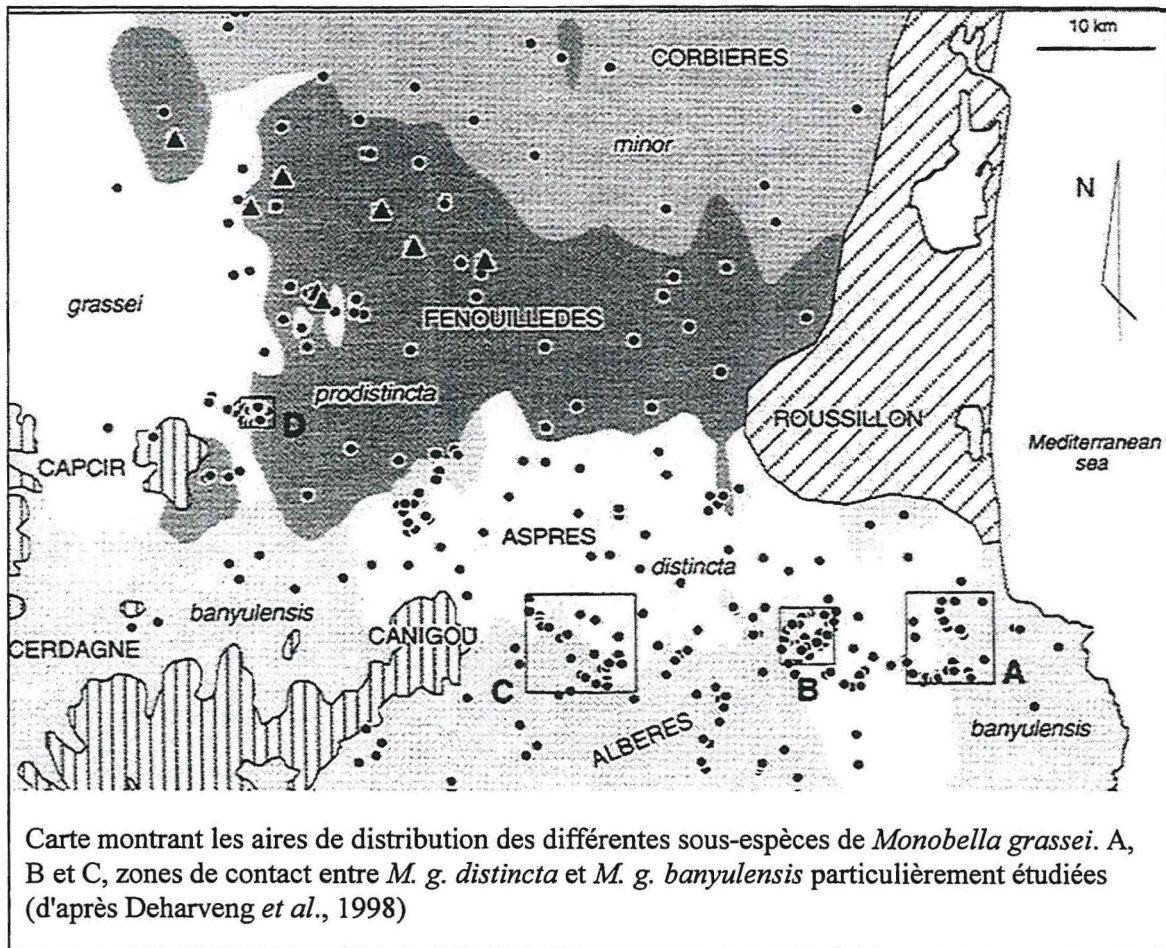 10 km
CORBIERES
minor
N
grassei
FENOUILLEDES
prodistincta
D
ROUSSILLON
Mediterranean
sea
CAPCIR
ASPRES
distincta
banyulensis
CANIGOU
CERDAGNE
C
B
A
ALBERES
banyulensis
Carte montrant les aires de distribution des différentes sous-espèces de Monobella grassei. A,
B et C, zones de contact entre M. g. distincta et M. g. banyulensis particulièrement étudiées
(d'après Deharveng et al., 1998)